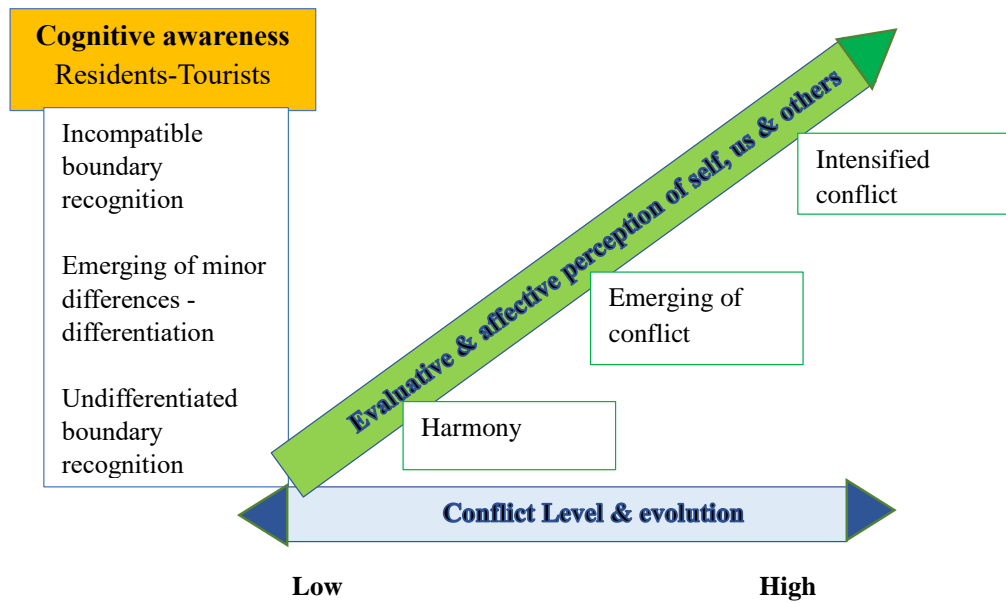 Cognitive awareness
Residents-Tourists
Incompatible
boundary
recognition
Emerging of minor
differences -
differentiation
Undifferentiated
boundary
recognition
Evaluative & affective perception of self, us & others
Intensified
conflict
Emerging of
conflict
Harmony
Conflict Level & evolution
Low
High